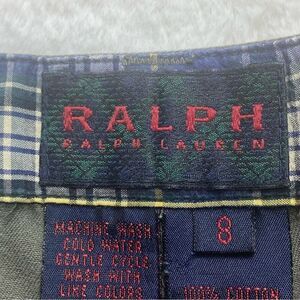 RALPH
RALPH LAUREN
MACHINE WASH
COLD WATER
GENTLE CYCLE
WASH WITH
LIKE COLORS
8
100% COTTON